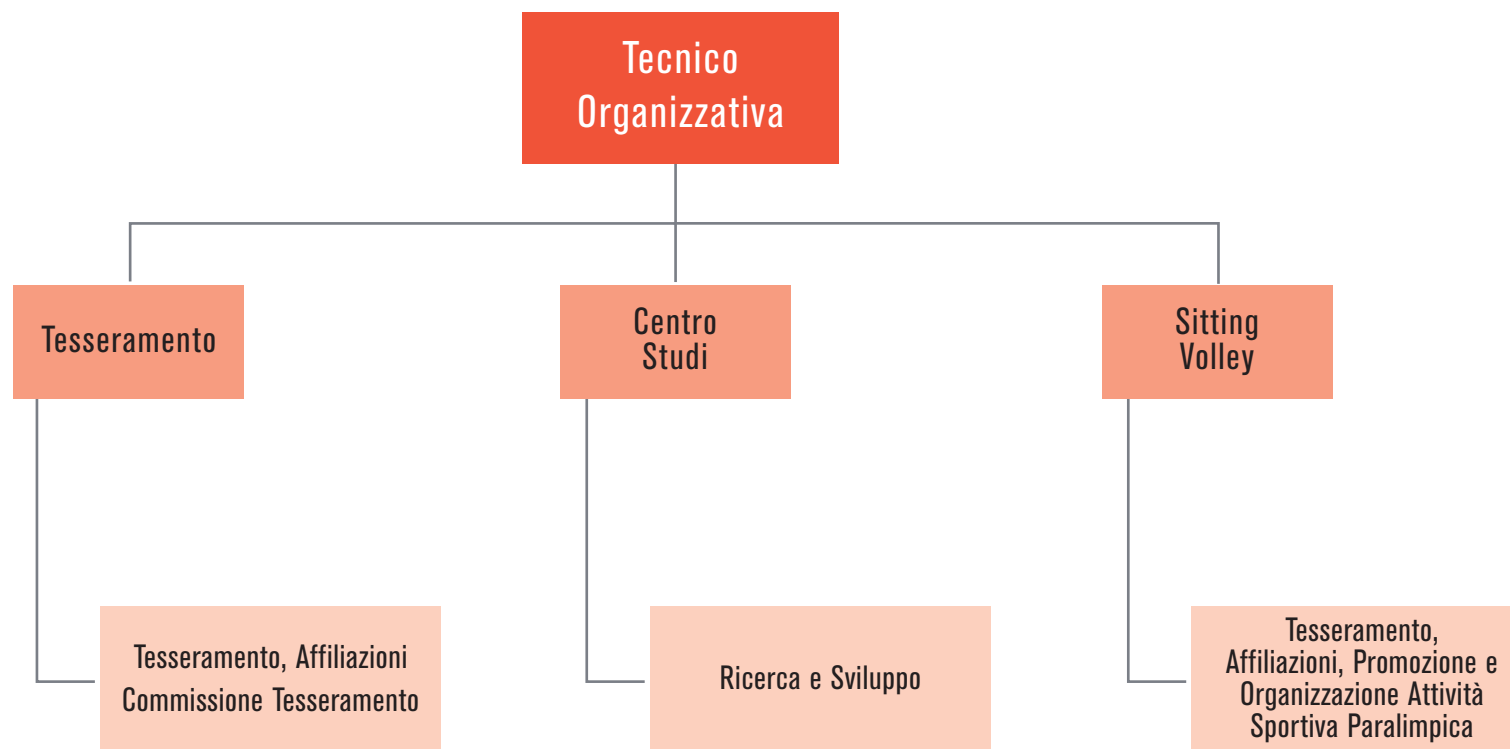 Tecnico
Organizzativa
Tesseramento
Centro
Studi
Sitting
Volley
Tesseramento, Affiliazioni
Commissione Tesseramento
Ricerca e Sviluppo
Tesseramento,
Affiliazioni, Promozione e
Organizzazione Attività
Sportiva Paralimpica